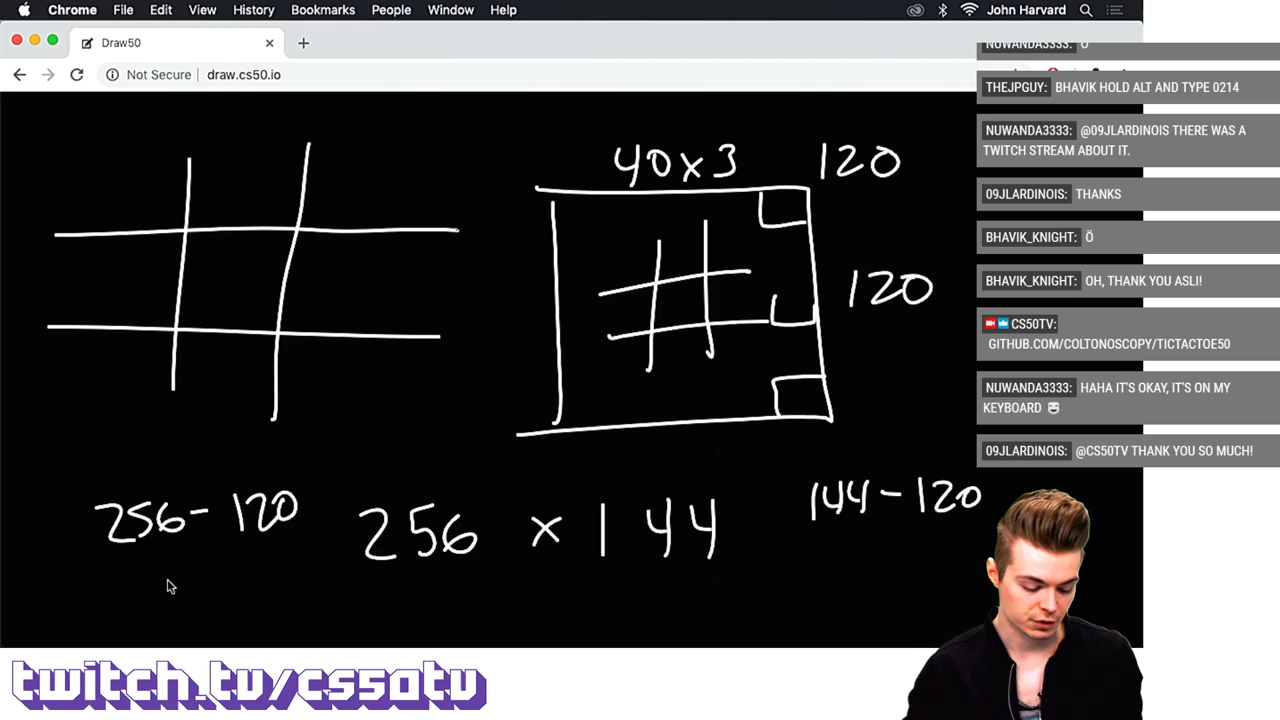 Chrome File Edit View History Bookmarks People Window Help John Harvard
Draw50
Not Secure draw.cs50.io
40 x 3 120
120
256 - 120
256 x 144
144 - 120
NUWANDA3333: Ö
THEJPGUY: BHAVIK HOLD ALT AND TYPE 0214
NUWANDA3333: @09JLARDINOIS THERE WAS A
TWITCH STREAM ABOUT IT.
09JLARDINOIS: THANKS
BHAVIK_KNIGHT: Ö
BHAVIK_KNIGHT: OH, THANK YOU ASLI!
CS50TV:
GITHUB.COM/COLTONOSCOPY/TICTACTOE50
NUWANDA3333: HAHA IT'S OKAY, IT'S ON MY
KEYBOARD
09JLARDINOIS: @CS50TV THANK YOU SO MUCH!
twitch.tv/cs50tv